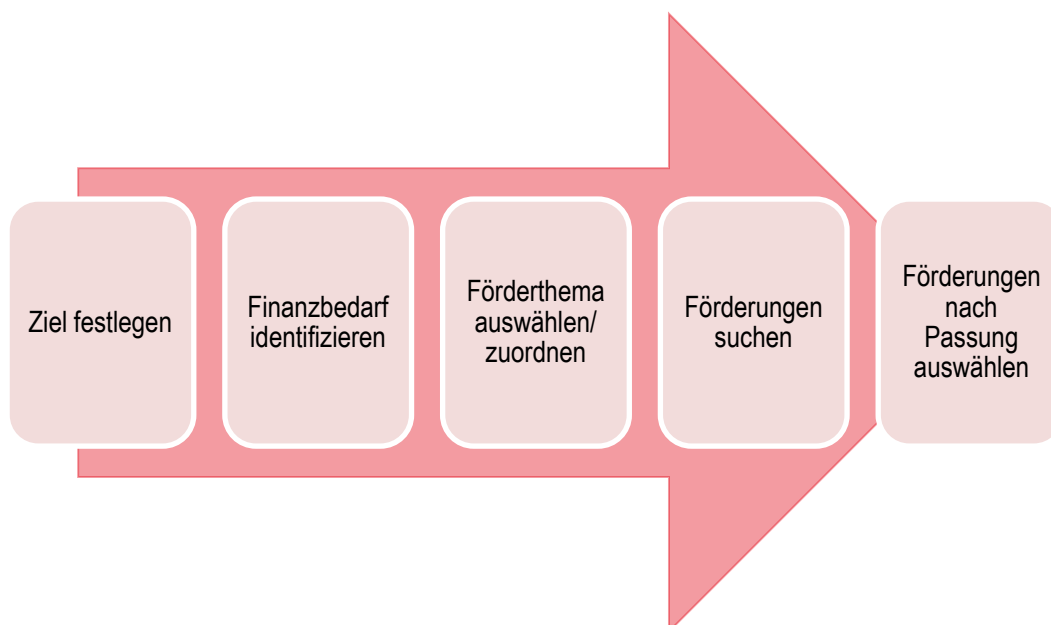 Ziel festlegen
Finanzbedarf
identifizieren
Förderthema
auswählen/
zuordnen
Förderungen
suchen
Förderungen
nach
Passung
auswählen